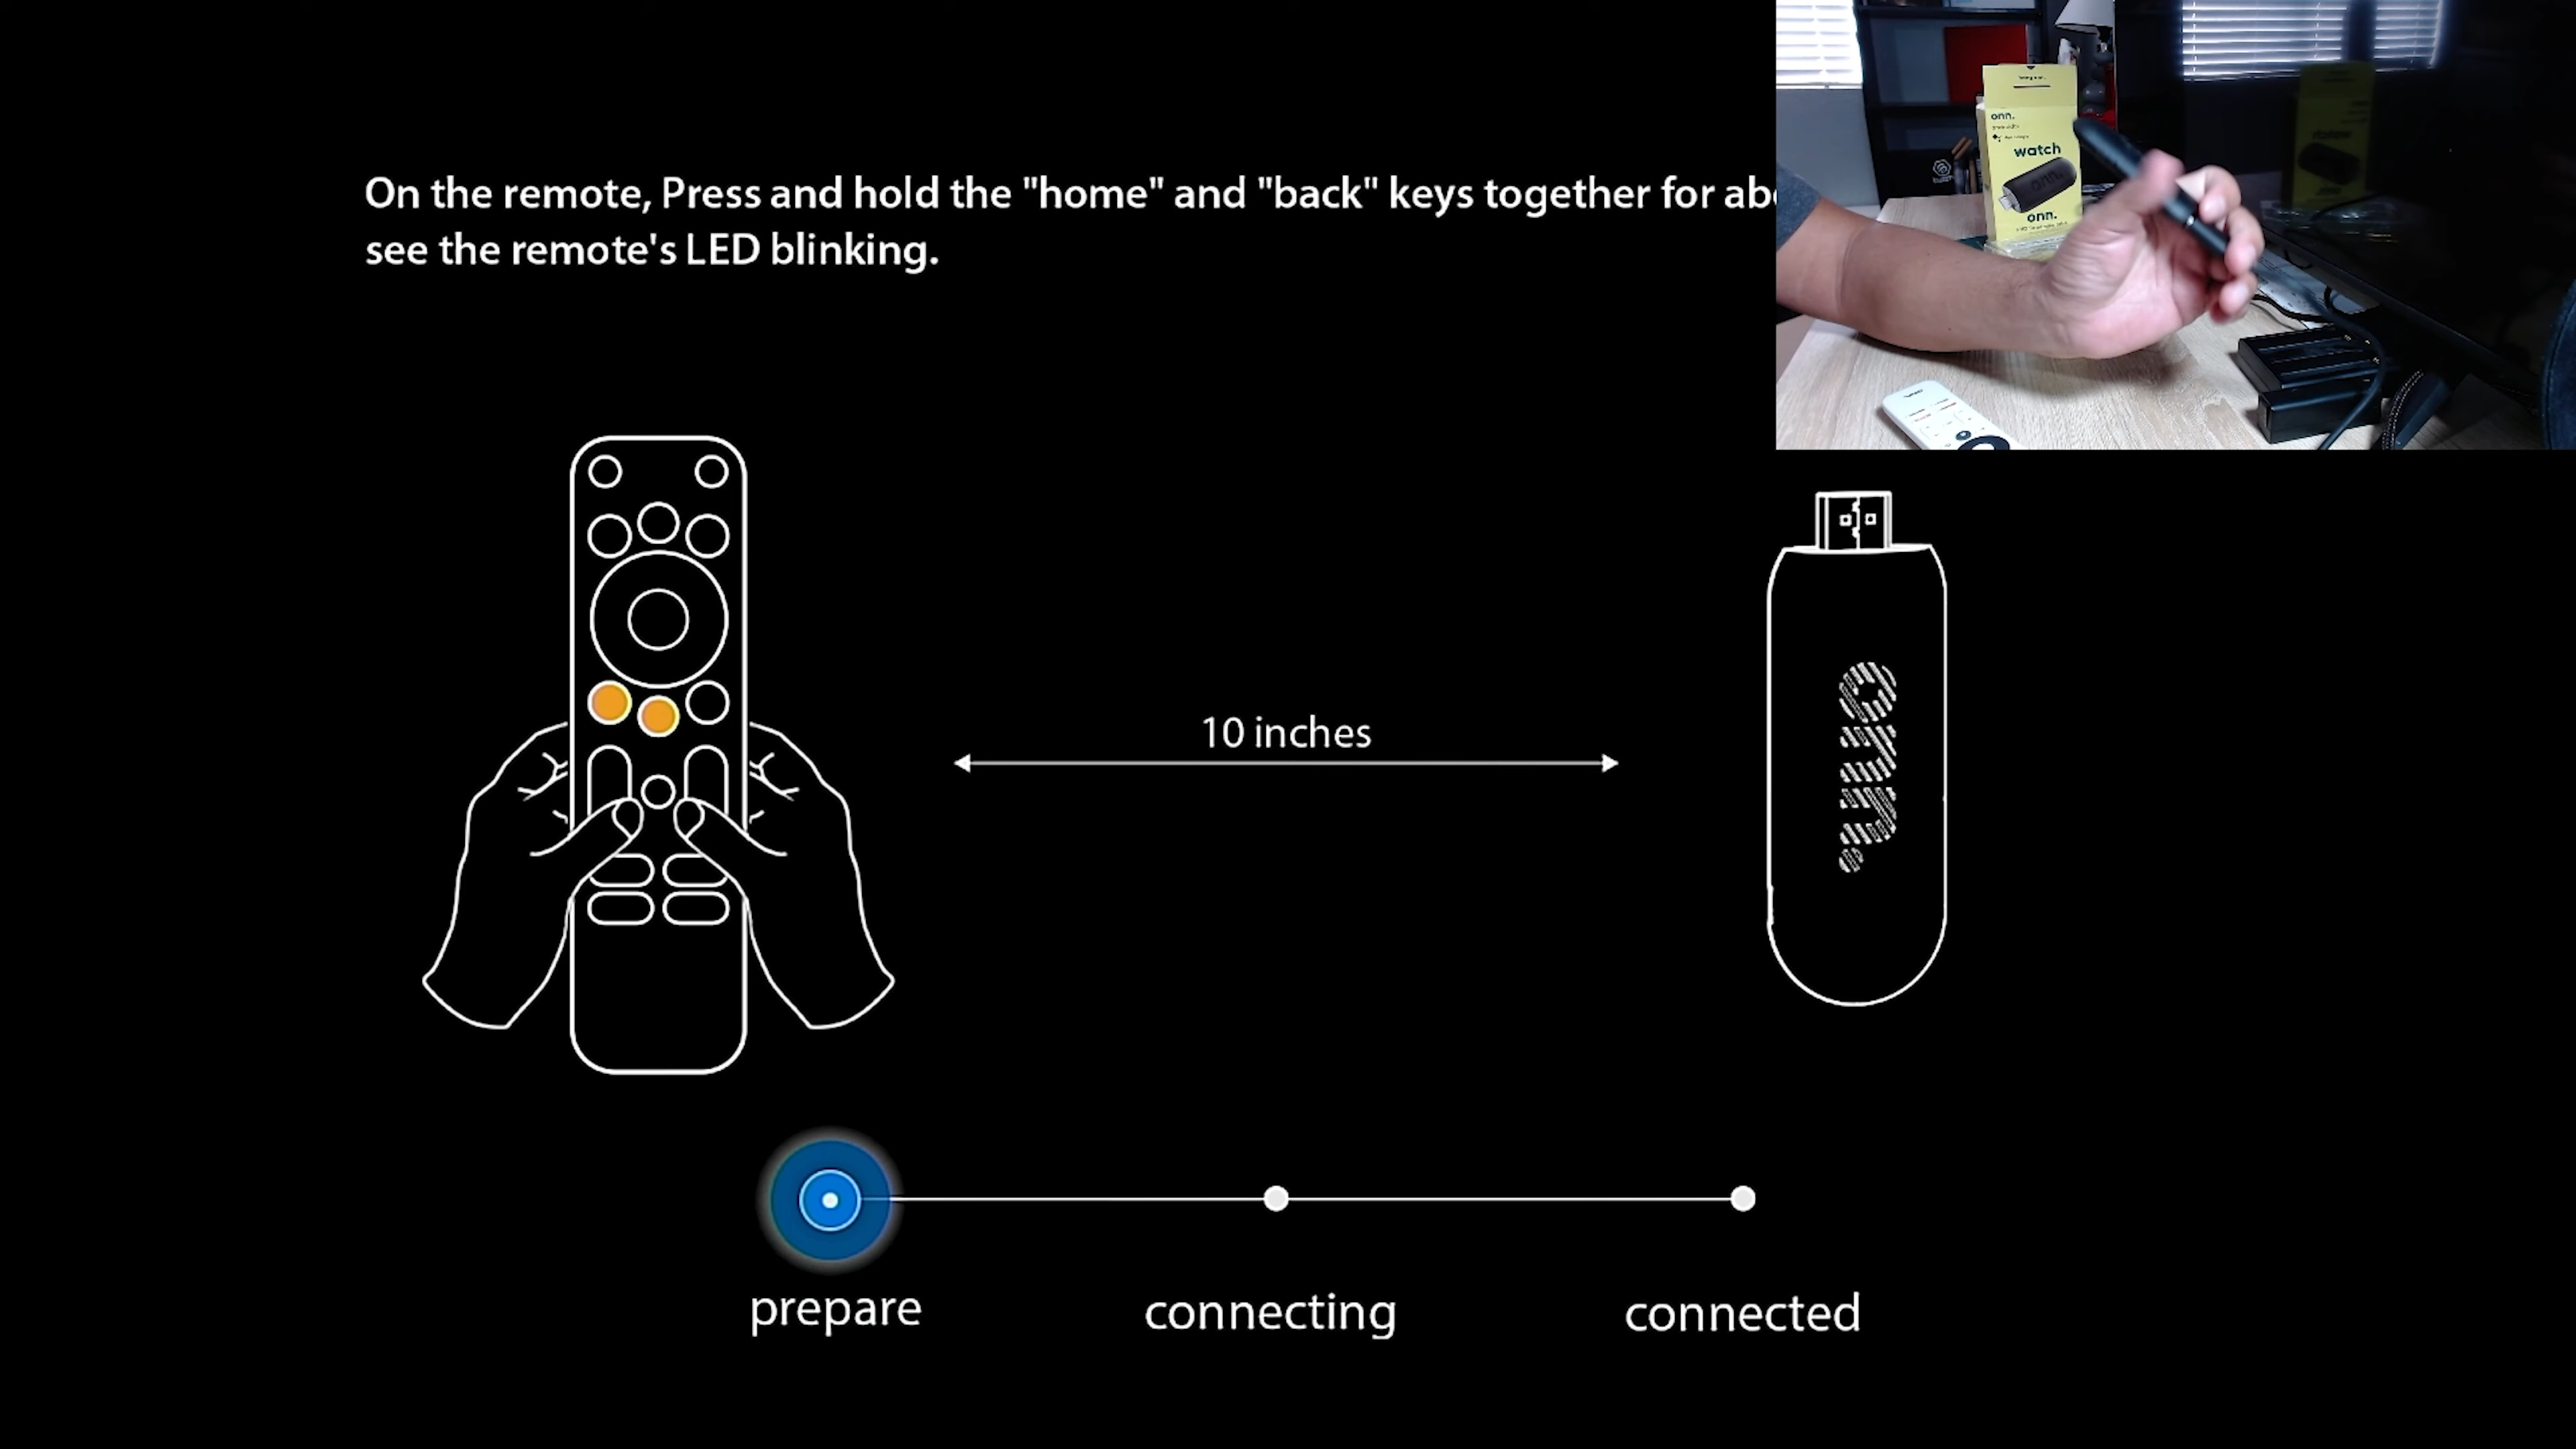 On the remote, Press and hold the "home" and "back" keys together for
see the remote's LED blinking.
onn.
watch
onn.
onn.
10 inches
onn.
prepare
connecting
connected